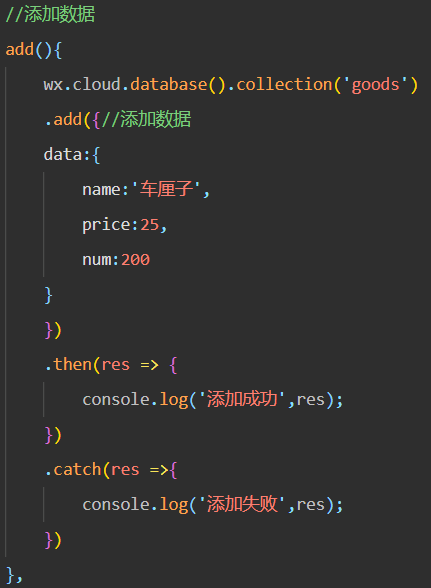 //添加数据
add(){
wx.cloud.database().collection('goods')
.add({//添加数据
data:{
name:'车厘子',
price:25,
num:200
}
})
.then(res => {
console.log('添加成功',res);
})
.catch(res =>{
console.log('添加失败',res);
})
},